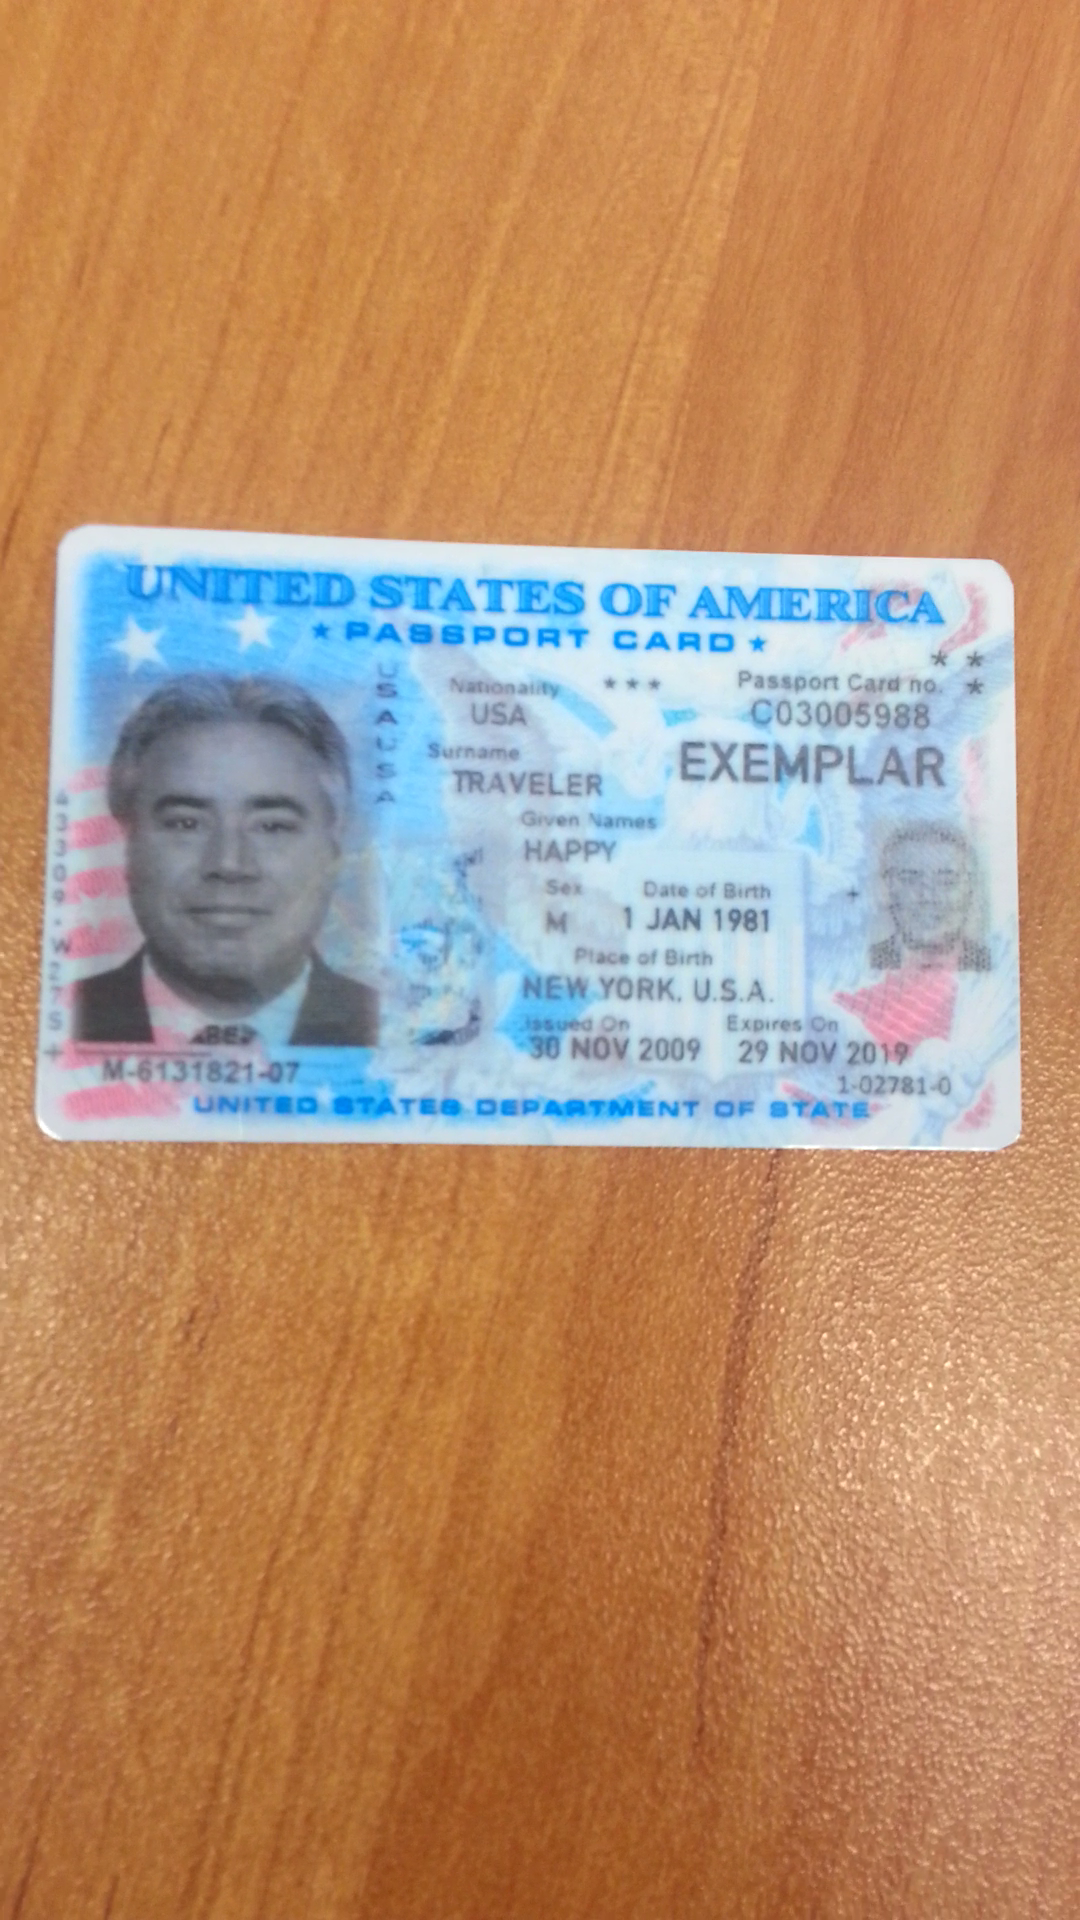 UNITED STATES OF AMERICA
★ PASSPORT CARD ★
USAUSA
Nationality * * * Passport Card no.
USA C03005988
Surname EXEMPLAR
TRAVELER
Given Names
HAPPY
Sex Date of Birth
M 1 JAN 1981
Place of Birth
NEW YORK, U.S.A.
Issued On Expires On
30 NOV 2009 29 NOV 2019
M-6131821-07 1-02781-0
UNITED STATES DEPARTMENT OF STATE